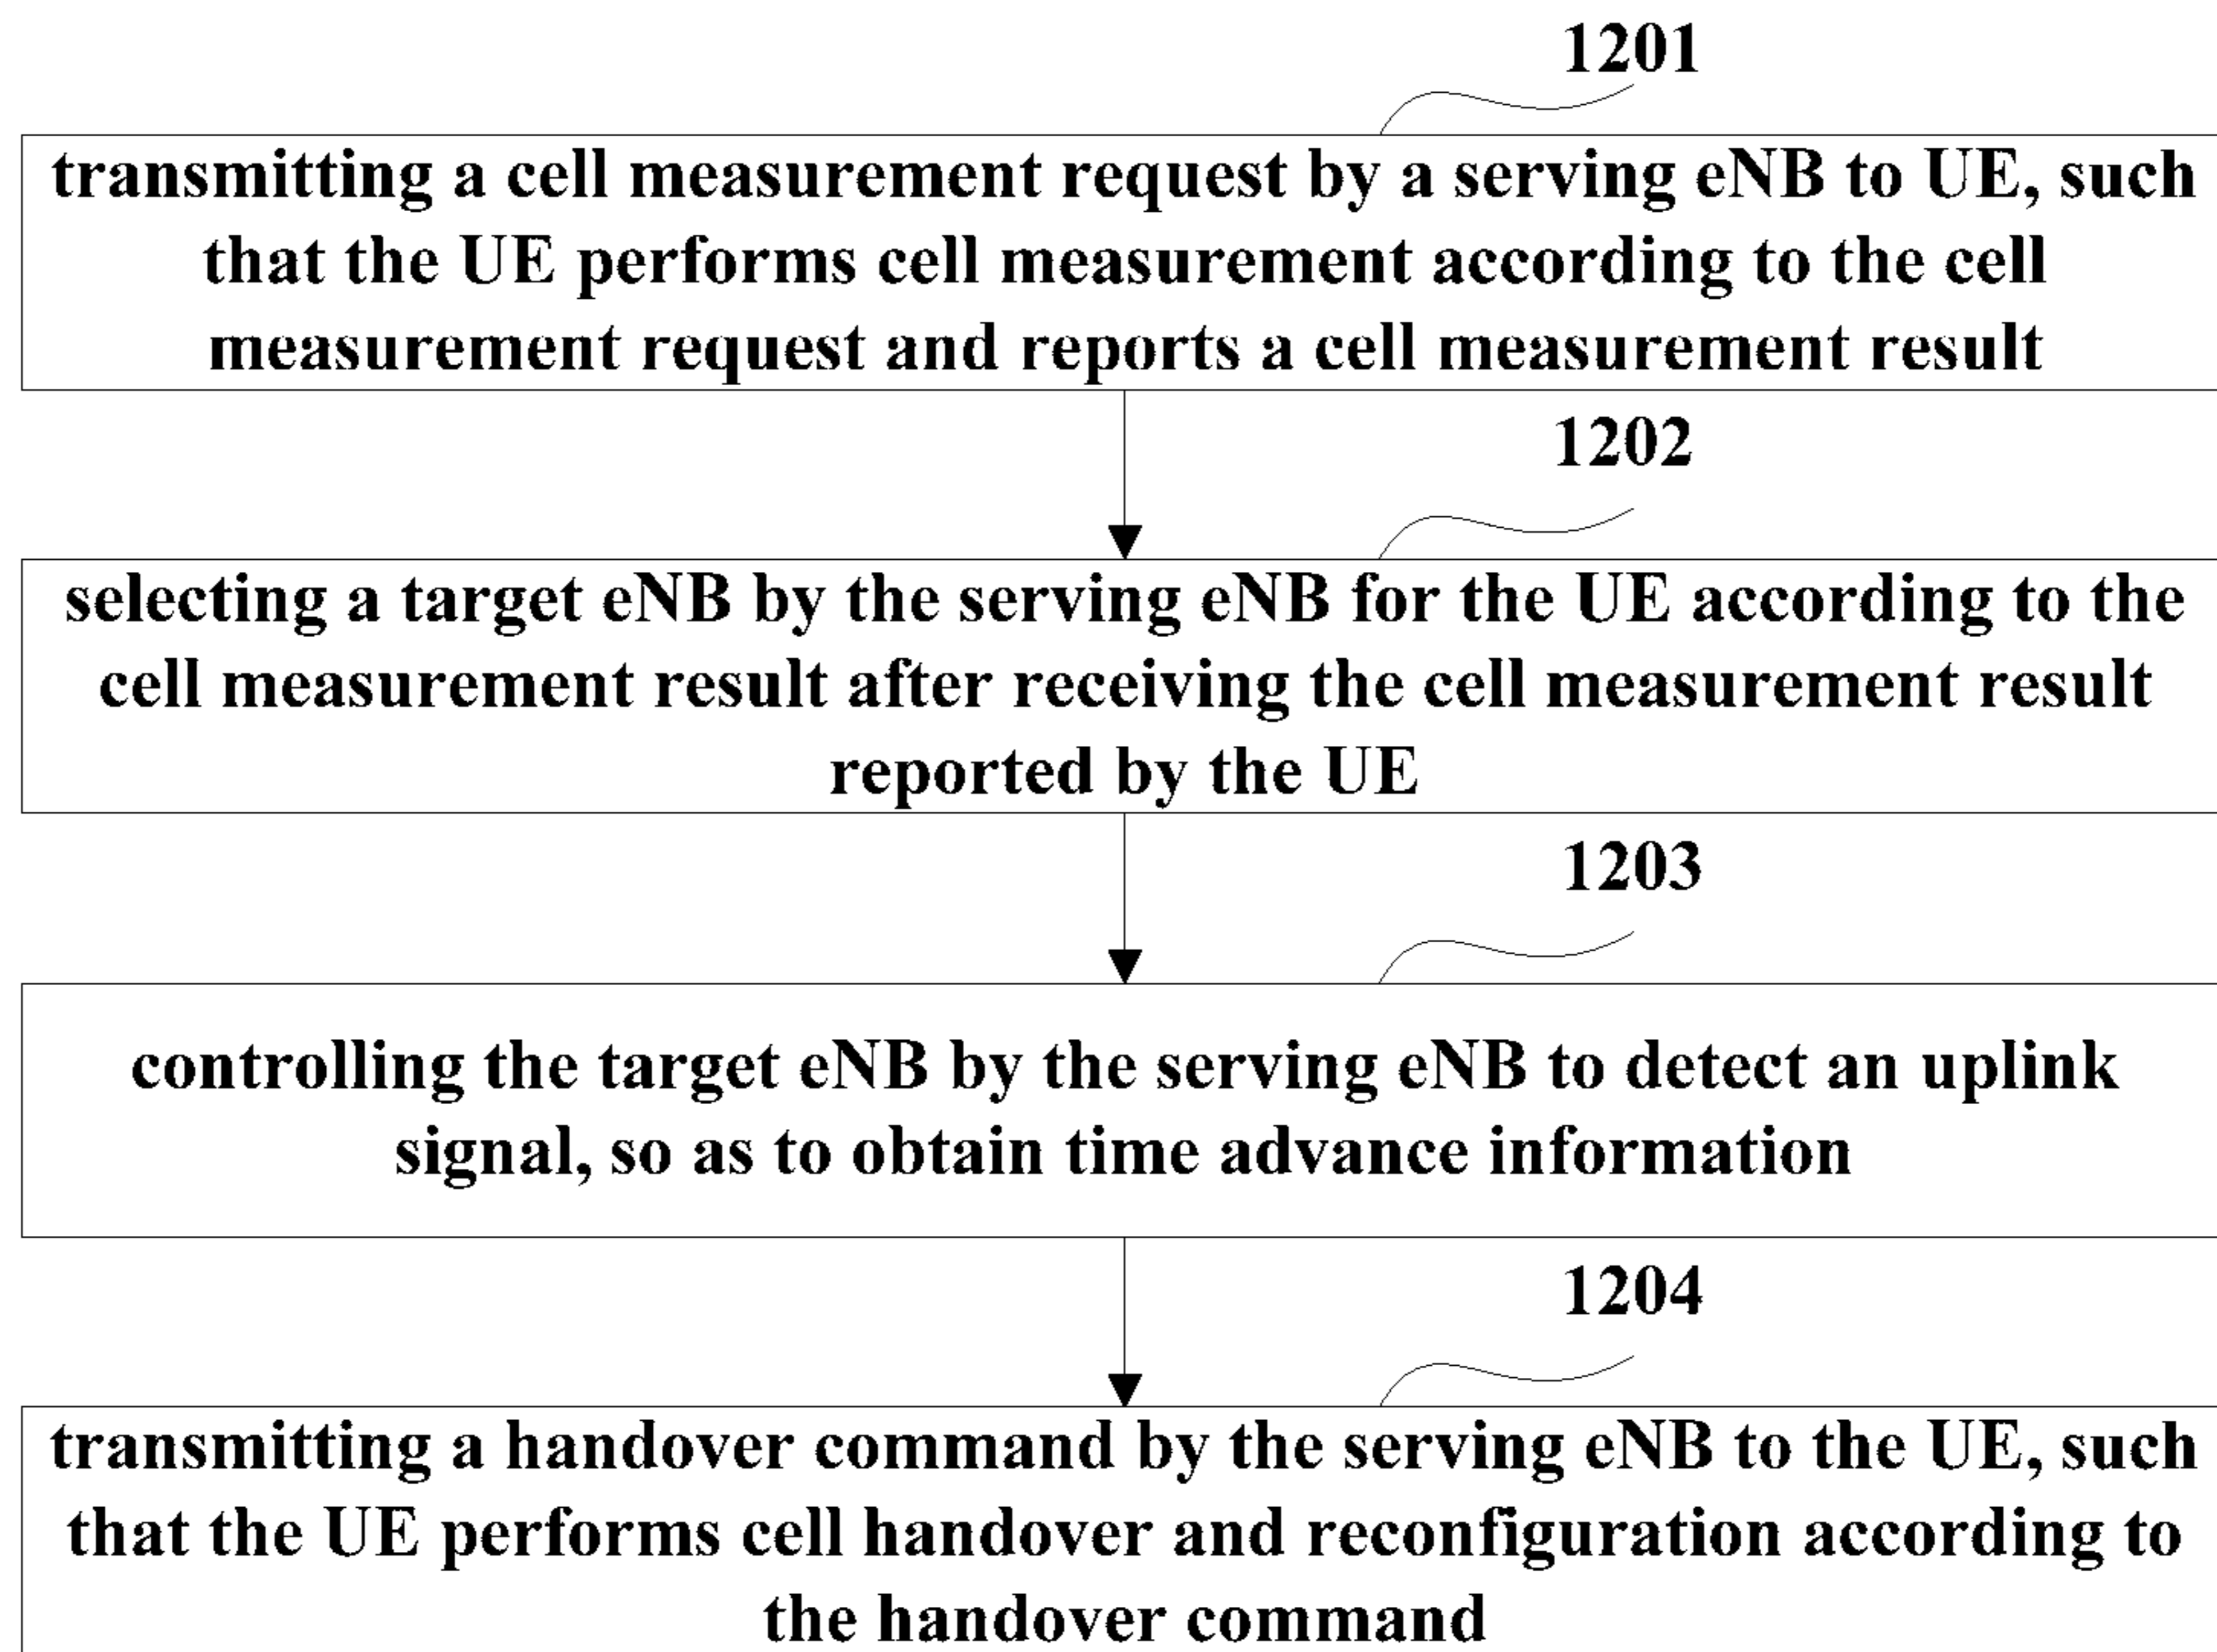 1201
transmitting a cell measurement request by a serving eNB to UE, such
that the UE performs cell measurement according to the cell
measurement request and reports a cell measurement result
1202
selecting a target eNB by the serving eNB for the UE according to the
cell measurement result after receiving the cell measurement result
reported by the UE
1203
controlling the target eNB by the serving eNB to detect an uplink
signal, so as to obtain time advance information
1204
transmitting a handover command by the serving eNB to the UE, such
that the UE performs cell handover and reconfiguration according to
the handover command